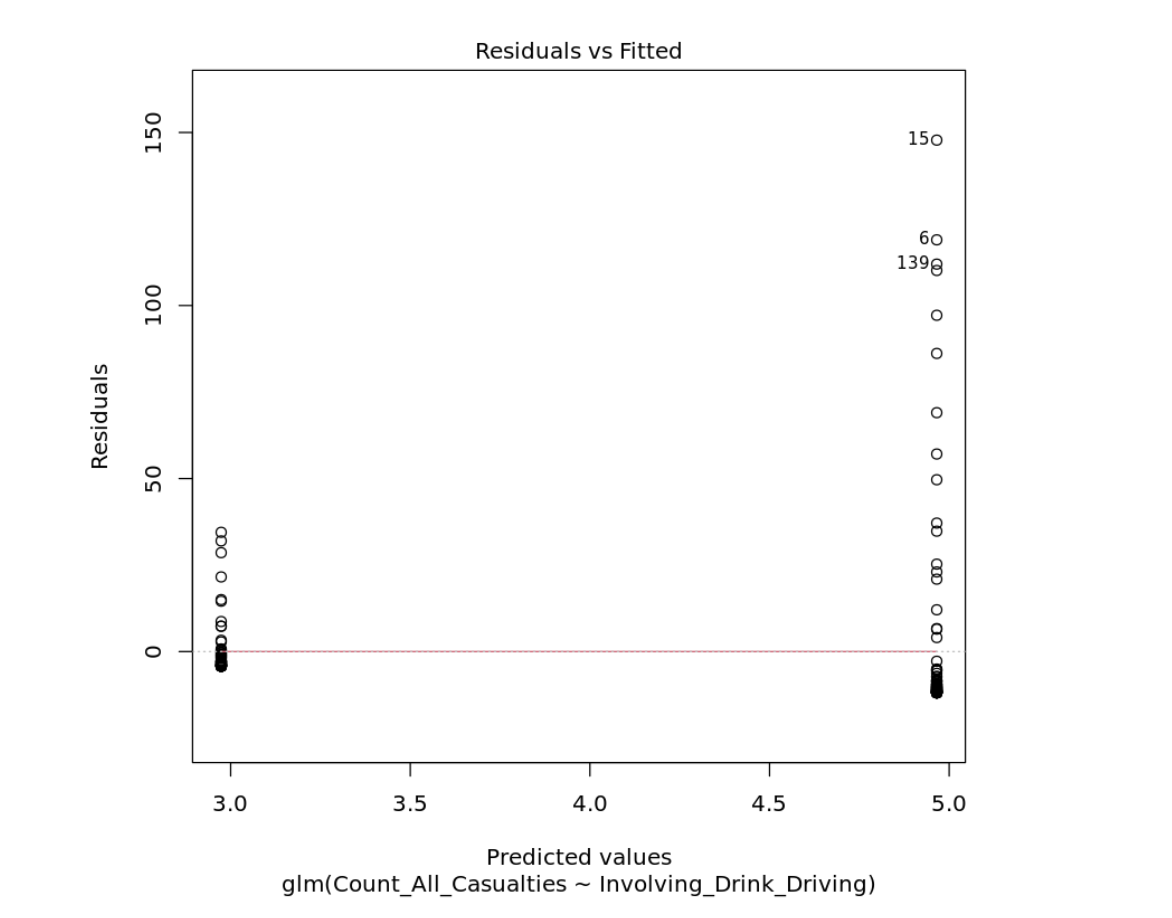 Residuals vs Fitted
150
100
50
0
Residuals
15
6
139
3.0 3.5 4.0 4.5 5.0
Predicted values
glm(Count_All_Casualties ~ Involving_Drink_Driving)